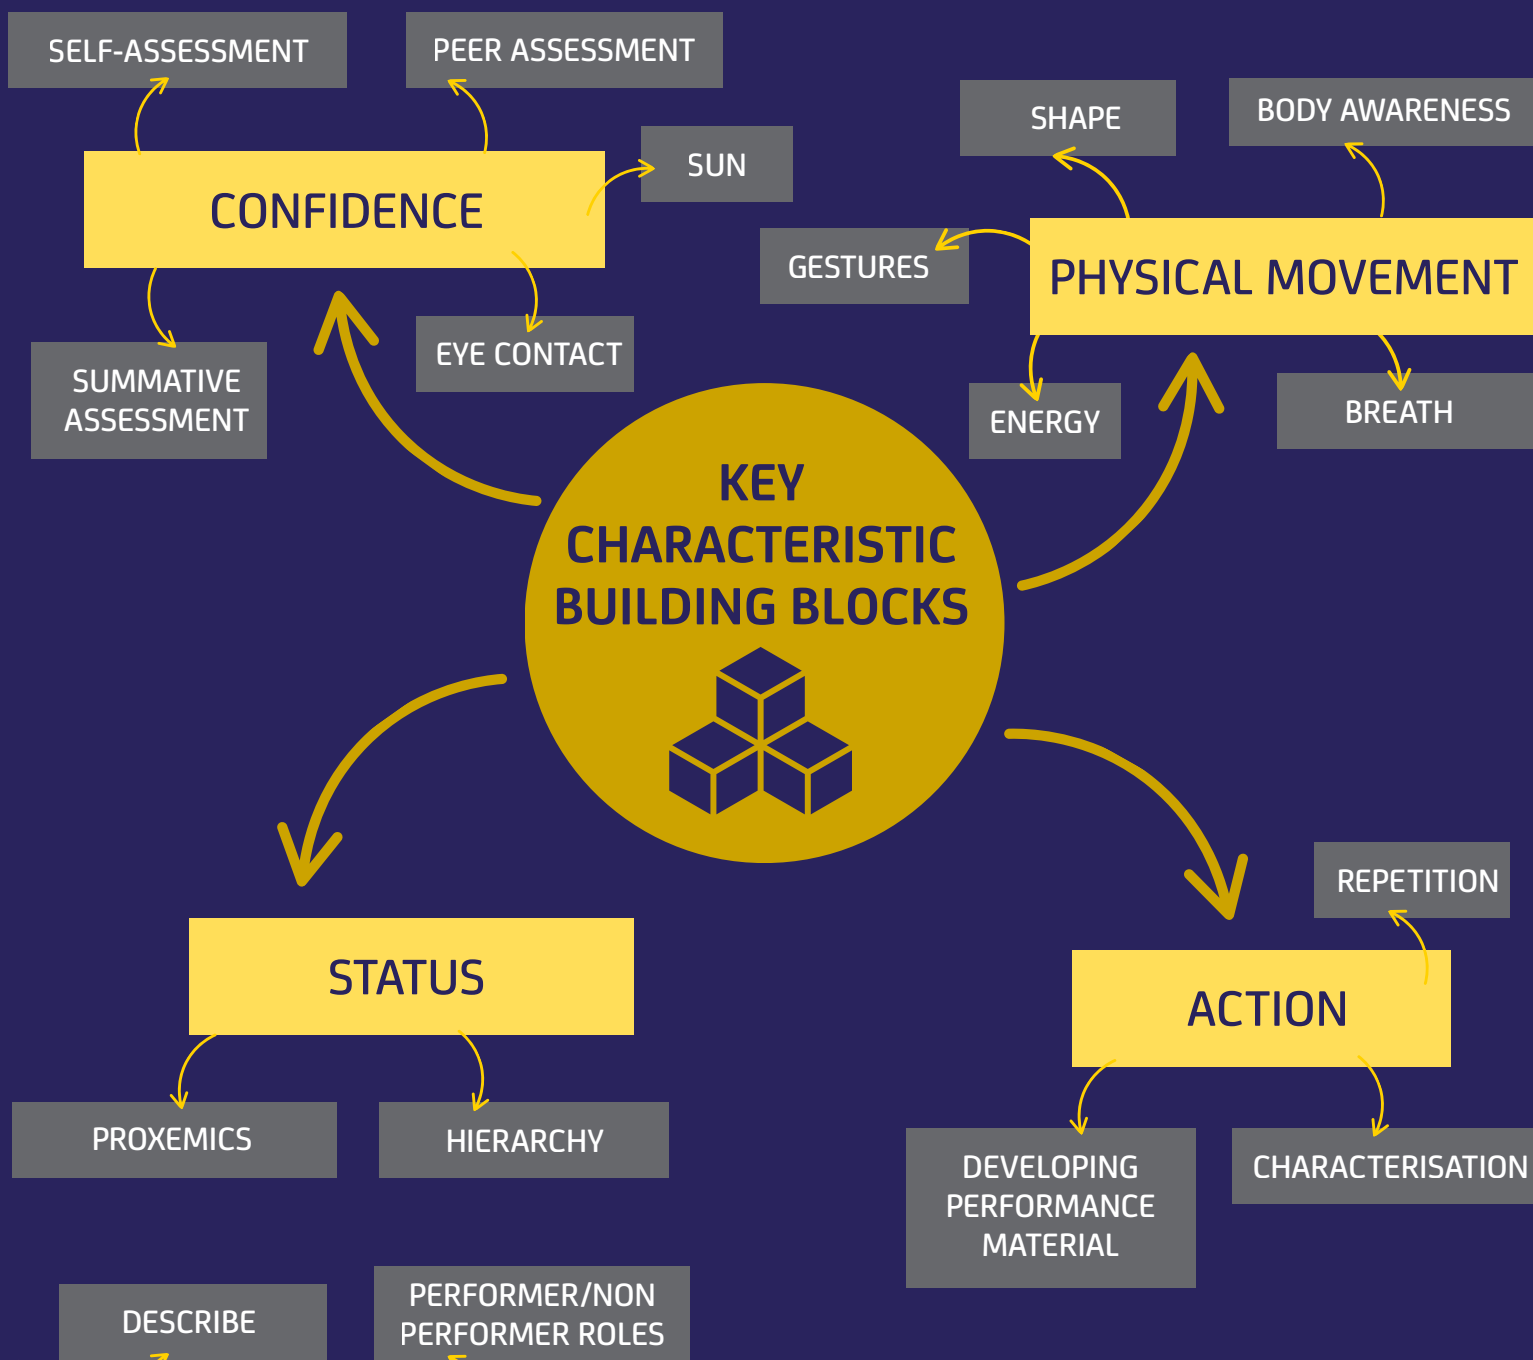 SELF-ASSESSMENT
PEER ASSESSMENT
SUN
CONFIDENCE
SUMMATIVE
ASSESSMENT
EYE CONTACT
SHAPE
BODY AWARENESS
GESTURES
PHYSICAL MOVEMENT
ENERGY
BREATH
KEY
CHARACTERISTIC
BUILDING BLOCKS
STATUS
PROXEMICS
HIERARCHY
REPETITION
ACTION
DEVELOPING
PERFORMANCE
MATERIAL
CHARACTERISATION
DESCRIBE
PERFORMER/NON
PERFORMER ROLES